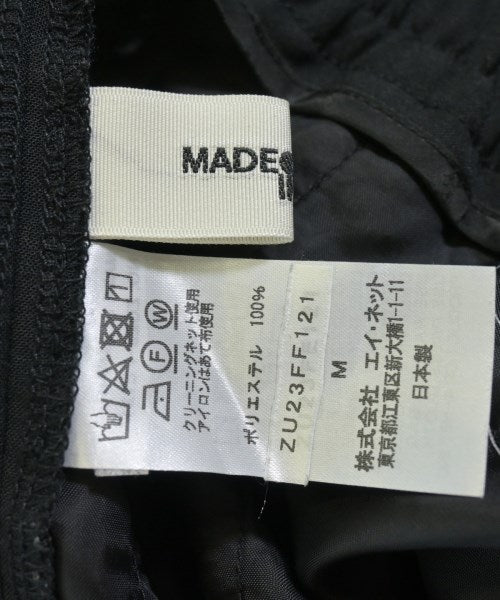 MADE
クリーニングネット使用
アイロンはあて布使用
ポリエステル 100%
ZU23FF121
M
株式会社 エイ・ネット
東京都江東区新大橋1-1-11
日本製
F
W